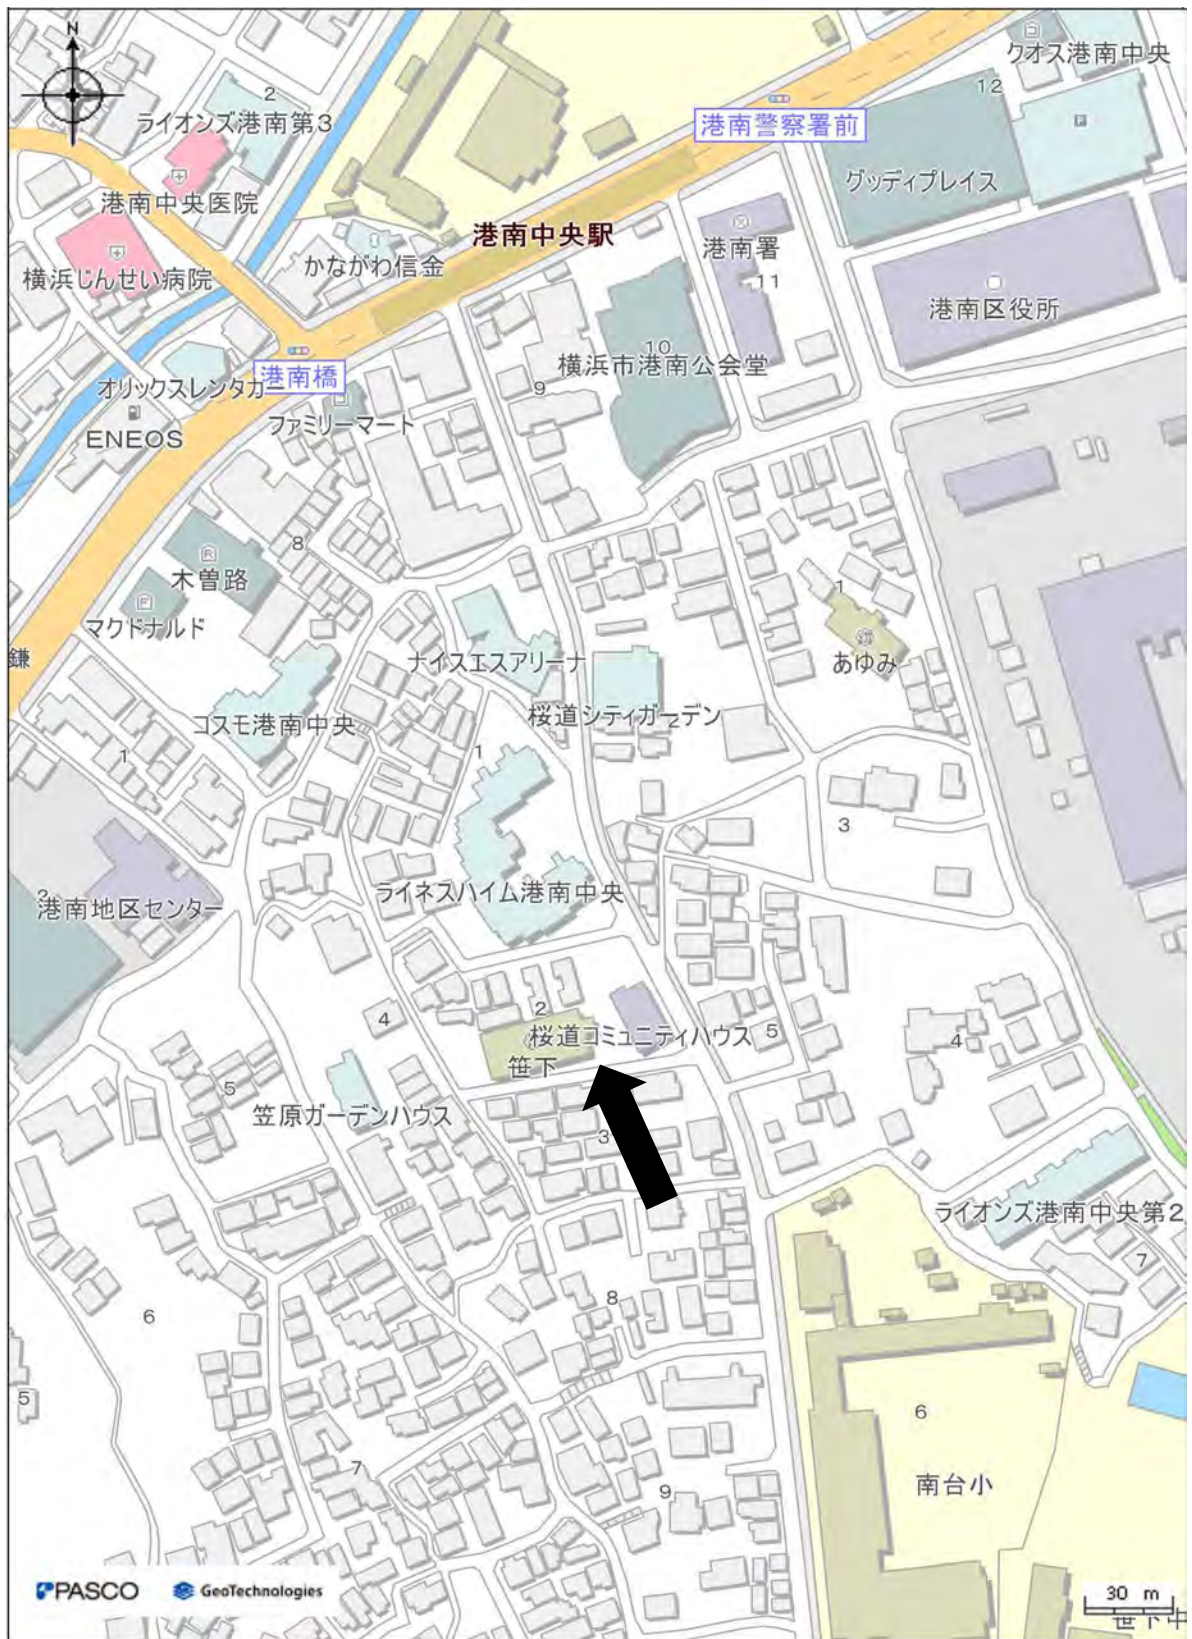 N
クオス港南中央
2
12
ライオンズ港南第3
港南警察署前
P
グッディプレイス
港南中央医院
港南中央駅
港南署
かながわ信金
横浜じんせい病院
11
港南区役所
10
横浜市港南公会堂
港南橋
オリックスレンタカー
9
ファミリーマート
ENEOS
8
R
木曽路
1
F
マクドナルド
あゆみ
鎌
ナイスエスアリーナ
桜道シティガーデン
2
コスモ港南中央
1
1
3
2
港南地区センター
ライネスハイム港南中央
2
4
桜道コミュニティハウス
5
4
笹下
5
笠原ガーデンハウス
3
ライオンズ港南中央第2
7
6
8
5
6
7
南台小
9
PASCO
GeoTechnologies
30 m
笹下中